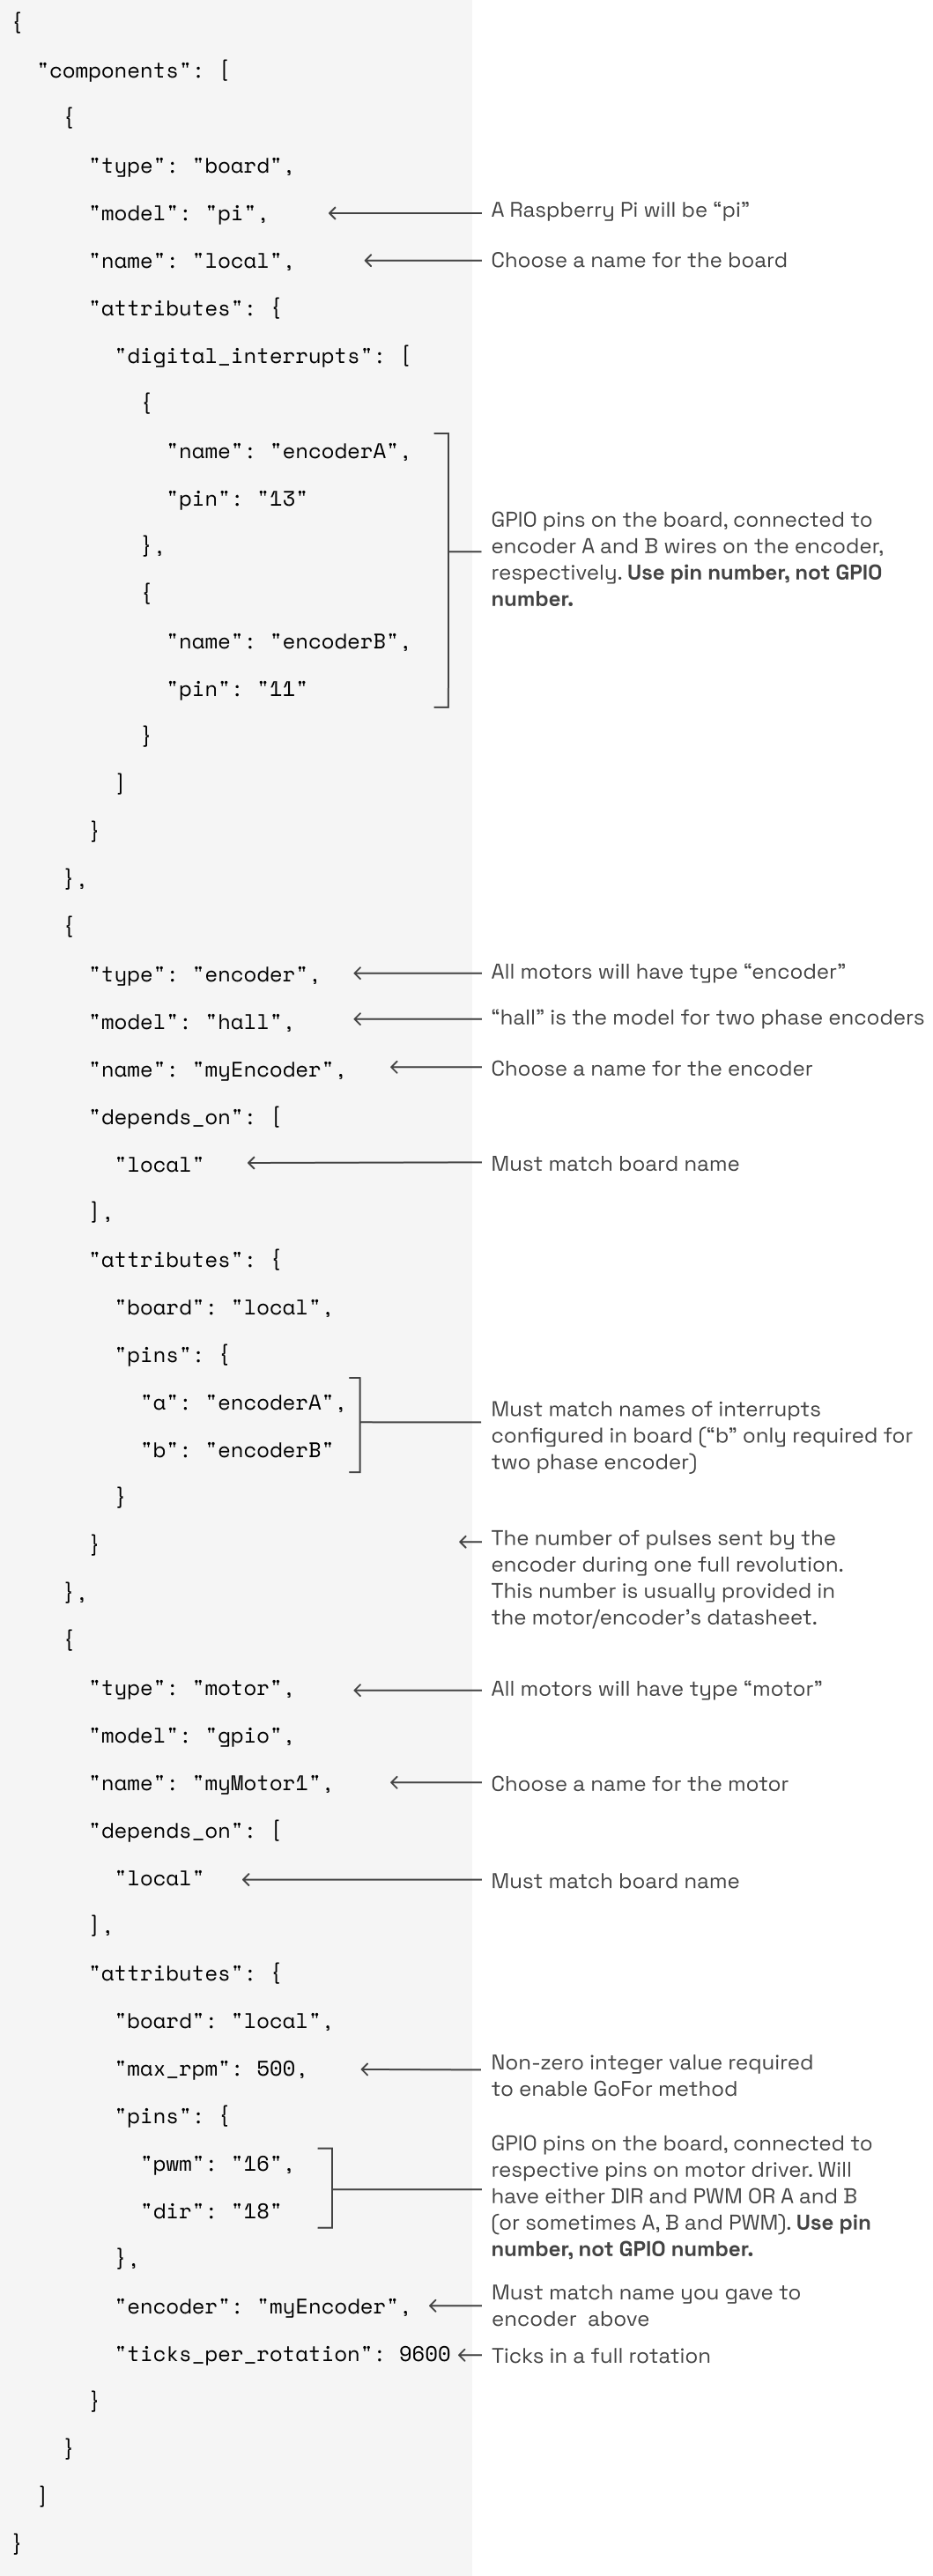 {
"components": [
{
"type": "board",
"model": "pi",
A Raspberry Pi will be “pi”
"name": "local",
Choose a name for the board
"attributes": {
"digital_interrupts": [
{
"name": "encoderA",
"pin": "13"
},
{
"name": "encoderB",
"pin": "11"
}
GPIO pins on the board, connected to
encoder A and B wires on the encoder,
respectively. Use pin number, not GPIO
number.
]
}
},
{
"type": "encoder",
All motors will have type “encoder”
"model": "hall",
“hall” is the model for two phase encoders
"name": "myEncoder",
Choose a name for the encoder
"depends_on": [
"local"
Must match board name
],
"attributes": {
"board": "local",
"pins": {
"a": "encoderA",
"b": "encoderB"
Must match names of interrupts
configured in board (“b” only required for
two phase encoder)
}
}
The number of pulses sent by the
encoder during one full revolution.
This number is usually provided in
the motor/encoder’s datasheet.
},
{
"type": "motor",
All motors will have type “motor”
"model": "gpio",
"name": "myMotor1",
Choose a name for the motor
"depends_on": [
"local"
Must match board name
],
"attributes": {
"board": "local",
"max_rpm": 500,
Non-zero integer value required
to enable GoFor method
"pins": {
"pwm": "16",
"dir": "18"
GPIO pins on the board, connected to
respective pins on motor driver. Will
have either DIR and PWM OR A and B
(or sometimes A, B and PWM). Use pin
number, not GPIO number.
},
"encoder": "myEncoder",
Must match name you gave to
encoder above
"ticks_per_rotation": 9600
Ticks in a full rotation
}
}
]
}